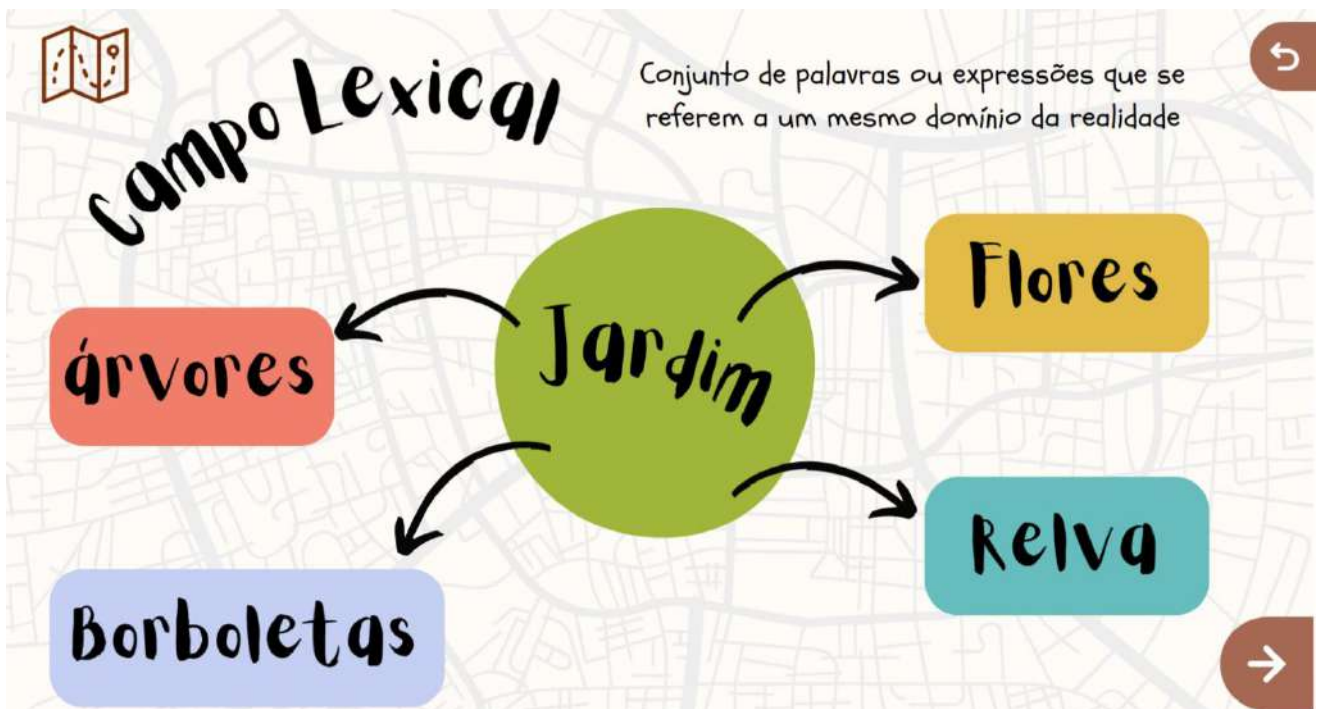 Campo Lexical
Conjunto de palavras ou expressões que se
referem a um mesmo domínio da realidade
Jardim
Flores
árvores
Relva
Borboletas